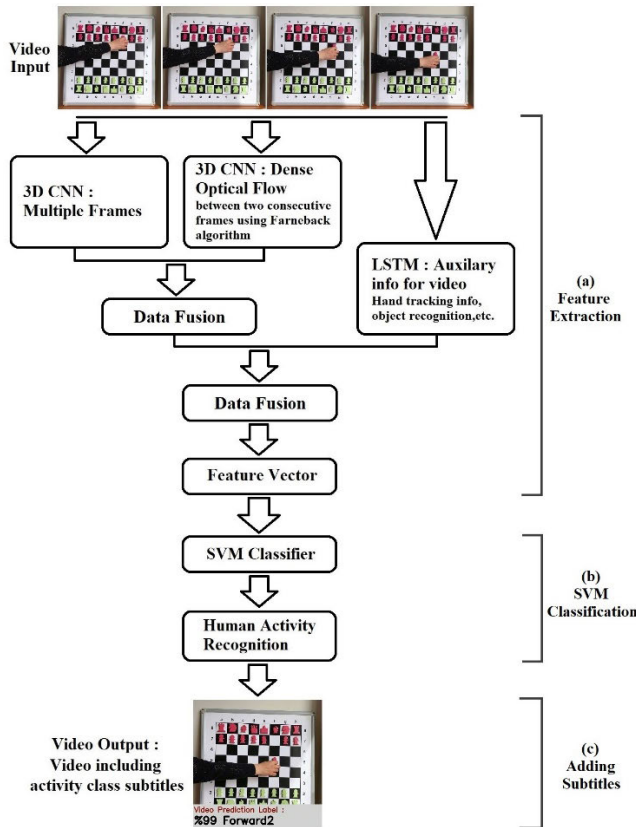 Video
Input
3D CNN :
Multiple Frames
3D CNN : Dense
Optical Flow
between two consecutive
frames using Farneback
algorithm
LSTM : Auxilary
info for video
Hand tracking info,
object recognition,etc.
Data Fusion
Data Fusion
Feature Vector
(a)
Feature
Extraction
SVM Classifier
Human Activity
Recognition
(b)
SVM
Classification
Video Output :
Video including
activity class subtitles
Video Prediction Label :
%99 Forward2
(c)
Adding
Subtitles